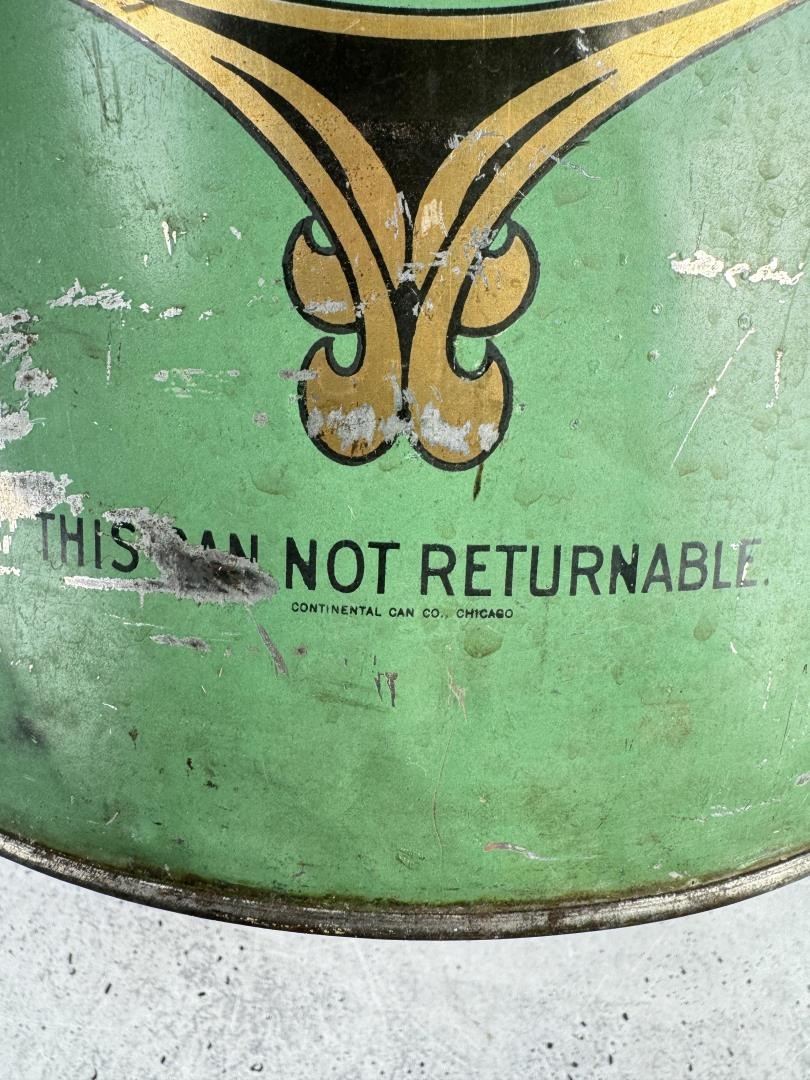 THIS CAN NOT RETURNABLE.
CONTINENTAL CAN CO., CHICAGO